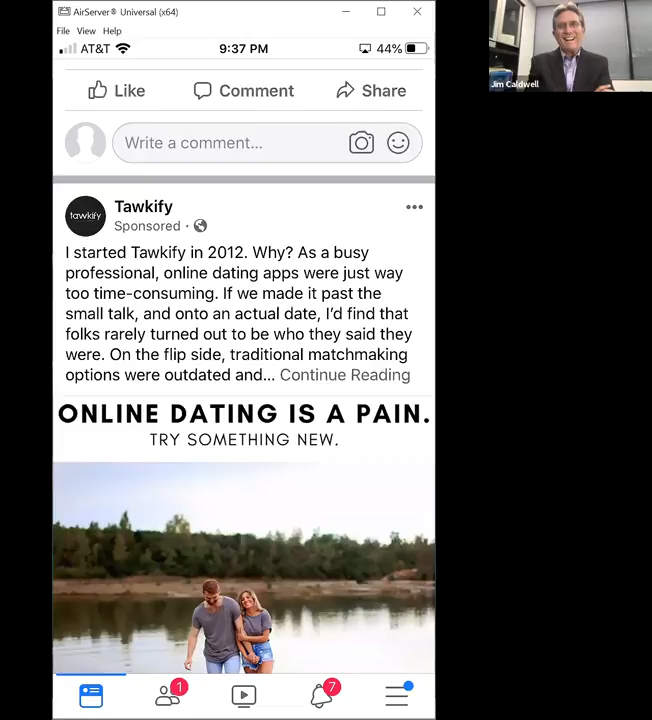 AirServer® Universal (x64)
File View Help
AT&T 9:37 PM 44%
Like Comment Share
Write a comment...
tawkify
Tawkify
Sponsored ·
I started Tawkify in 2012. Why? As a busy
professional, online dating apps were just way
too time-consuming. If we made it past the
small talk, and onto an actual date, I'd find that
folks rarely turned out to be who they said they
were. On the flip side, traditional matchmaking
options were outdated and... Continue Reading
ONLINE DATING IS A PAIN.
TRY SOMETHING NEW.
1 7
Jim Caldwell